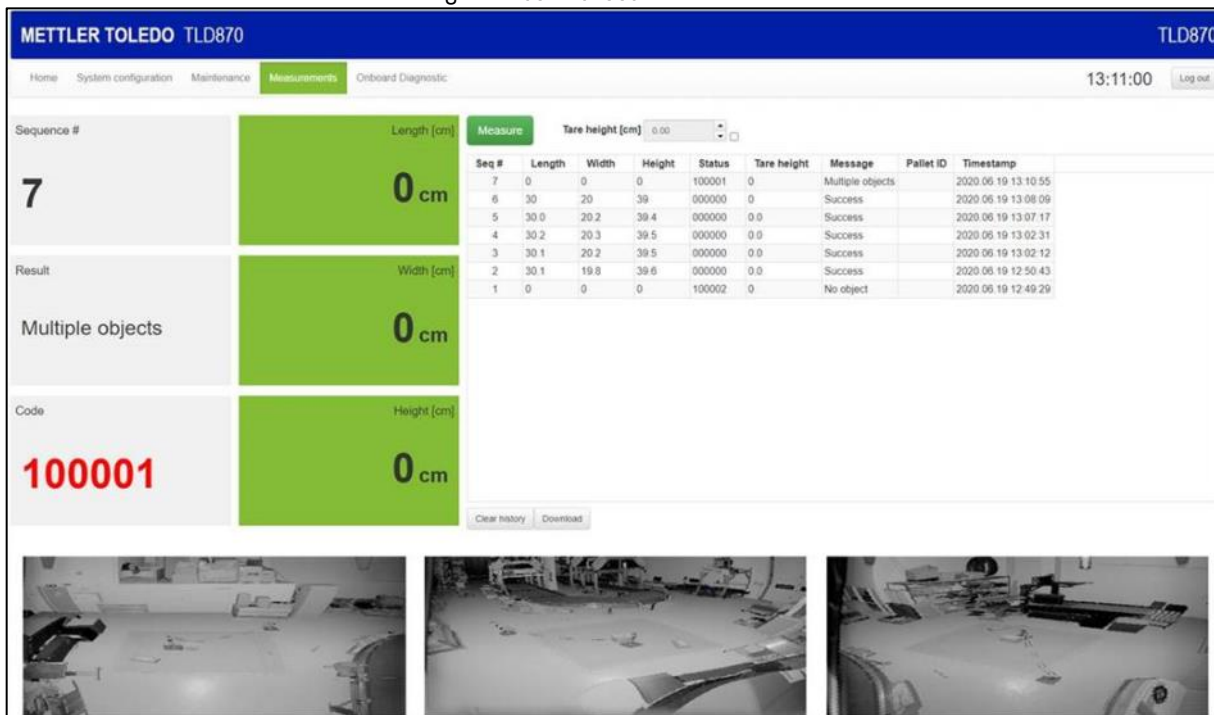 METTLER TOLEDO TLD870
TLD870
Home System configuration Maintenance Measurements Onboard Diagnostic
13:11:00 Log out
Sequence #
7
Length [cm]
0 cm
Result
Multiple objects
Width [cm]
0 cm
Code
100001
Height [cm]
0 cm
Measure Tare height [cm] 0.00
Seq # Length Width Height Status Tare height Message Pallet ID Timestamp
7 0 0 0 100001 0 Multiple objects 2020.06.19 13:10:55
6 30 20 39 000000 0 Success 2020.06.19 13:08:09
5 30.0 20.2 39.4 000000 0.0 Success 2020.06.19 13:07:17
4 30.2 20.3 39.5 000000 0.0 Success 2020.06.19 13:02:31
3 30.1 20.2 39.5 000000 0.0 Success 2020.06.19 13:02:12
2 30.1 19.8 39.6 000000 0.0 Success 2020.06.19 12:50:43
1 0 0 0 100002 0 No object 2020.06.19 12:49:29
Clear history Download